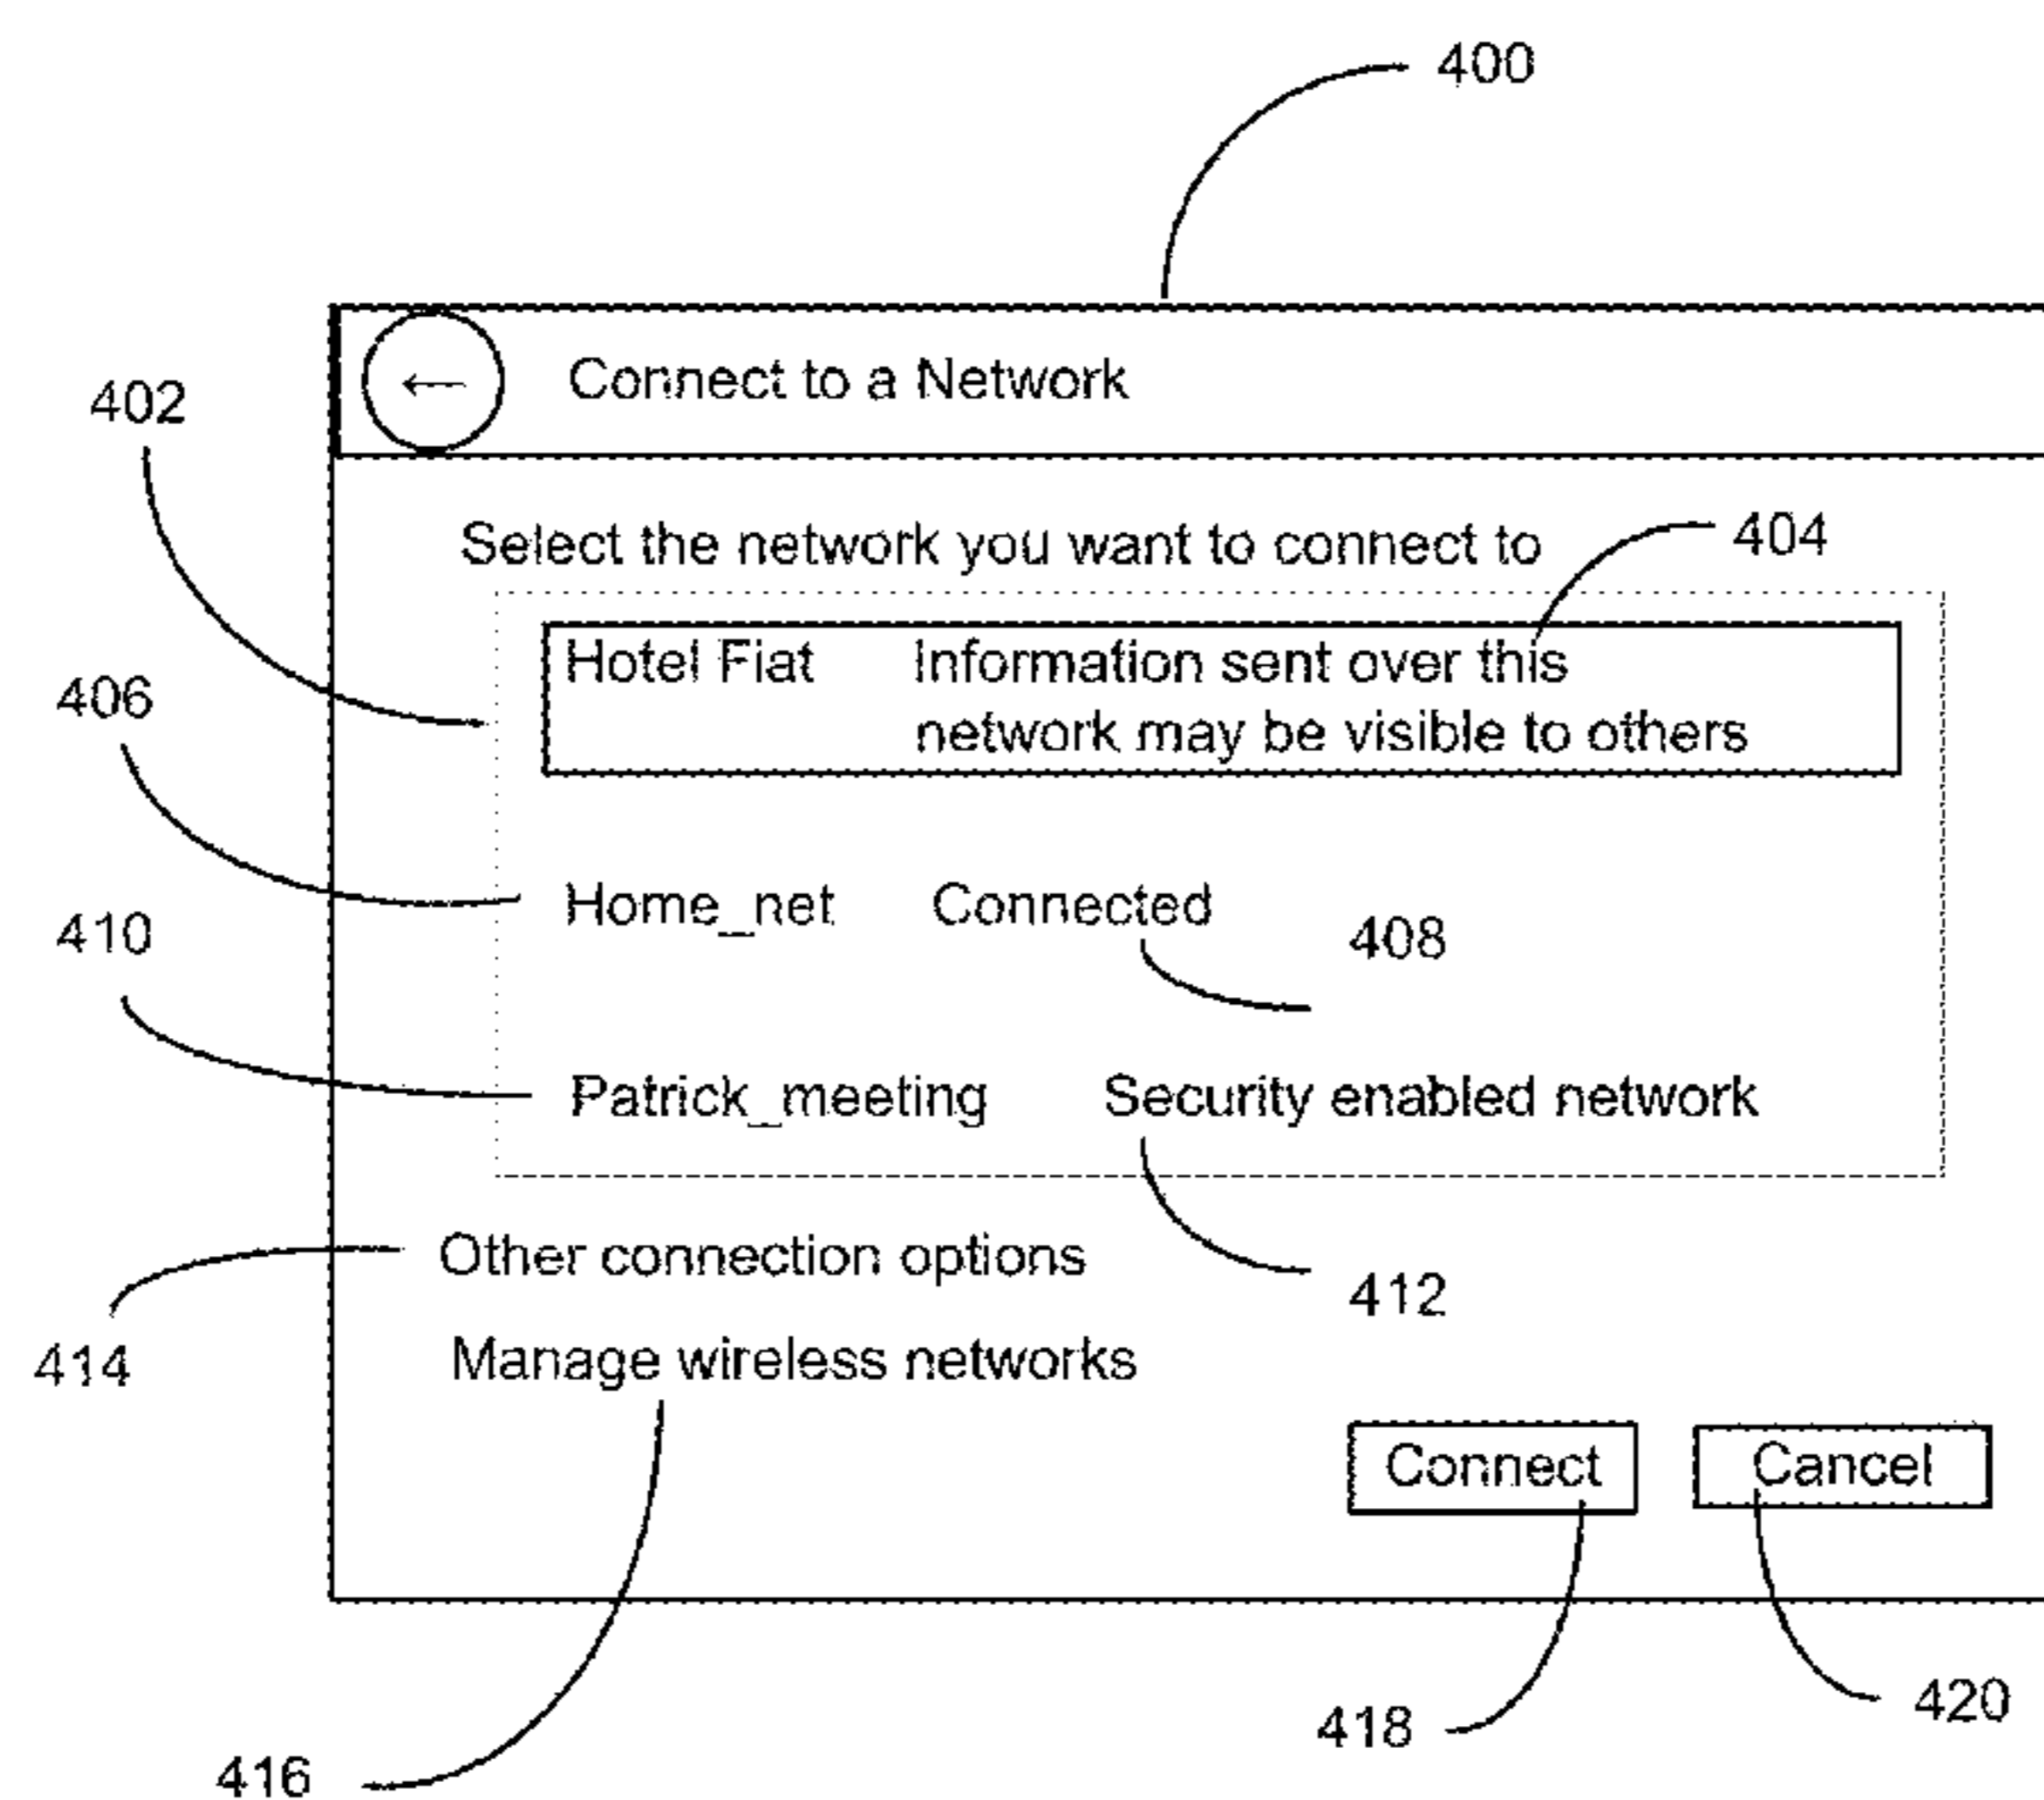 400
← Connect to a Network
402
Select the network you want to connect to
404
Hotel Fiat Information sent over this
network may be visible to others
406
Home_net Connected
408
410
Patrick_meeting Security enabled network
412
Other connection options
414
Manage wireless networks
416
Connect Cancel
418
420